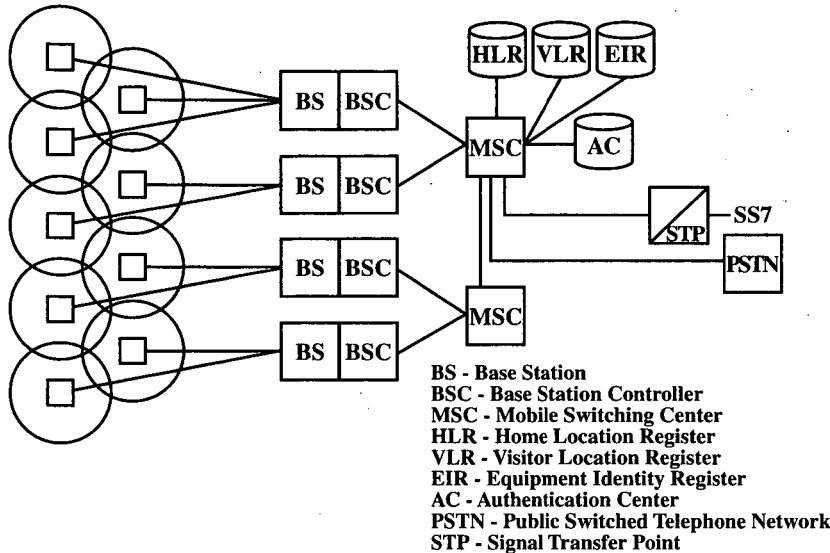 HLR VLR EIR
BS BSC
MSC
AC
BS BSC
SS7
STP
PSTN
BS BSC
MSC
BS BSC
BS - Base Station
BSC - Base Station Controller
MSC - Mobile Switching Center
HLR - Home Location Register
VLR - Visitor Location Register
EIR - Equipment Identity Register
AC - Authentication Center
PSTN - Public Switched Telephone Network
STP - Signal Transfer Point